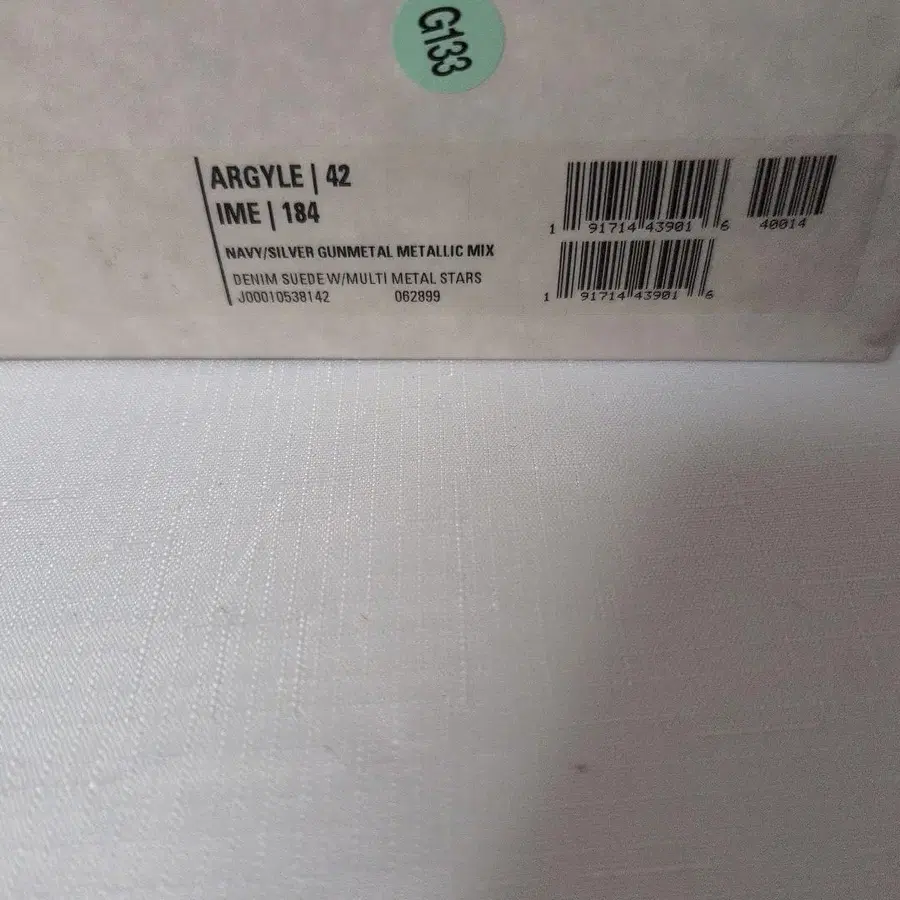 G133
ARGYLE | 42
IME | 184
NAVY/SILVER GUNMETAL METALLIC MIX
DENIM SUEDE W/MULTI METAL STARS
J00010538142 062899
1 91714 43901 6
40014
1 91714 43901 6